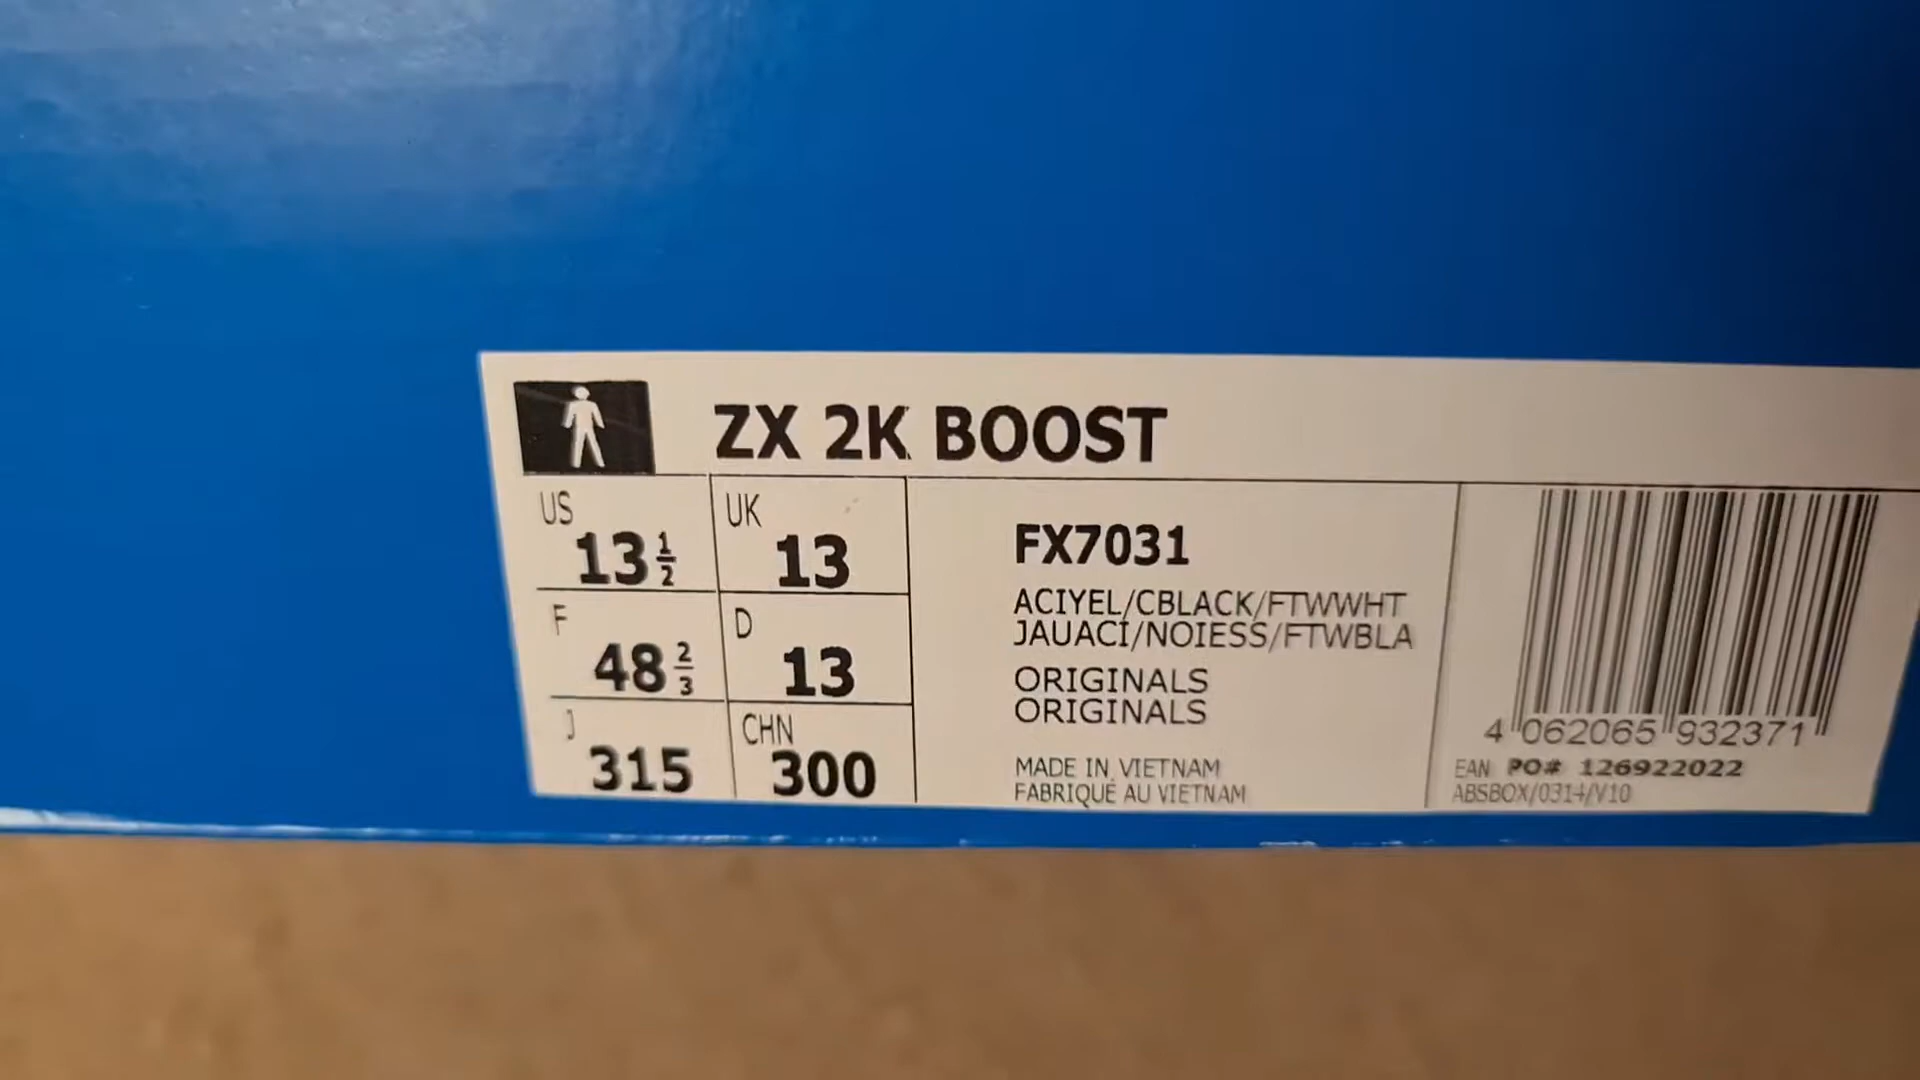 ZX 2K BOOST
US 13 1/2
UK 13
F 48 2/3
D 13
J 315
CHN 300
FX7031
ACIYEL/CBLACK/FTWWHT
JAUACI/NOIESS/FTWBLA
ORIGINALS
ORIGINALS
MADE IN VIETNAM
FABRIQUÉ AU VIETNAM
4 062065 932371
EAN PO# 126922022
ABSBOX/0314/V10